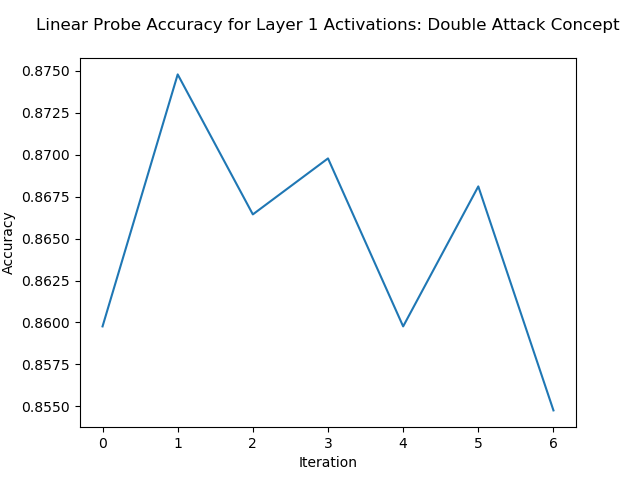 Linear Probe Accuracy for Layer 1 Activations: Double Attack Concept
0.8750
0.8725
0.8700
0.8675
0.8650
0.8625
0.8600
0.8575
0.8550
Accuracy
0 1 2 3 4 5 6
Iteration